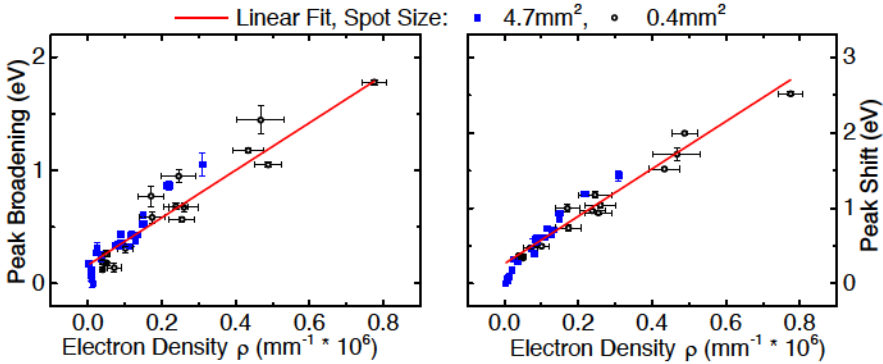 Linear Fit, Spot Size: 4.7mm², 0.4mm²
Peak Broadening (eV)
2
1
0
0.0 0.2 0.4 0.6 0.8
Electron Density ρ (mm⁻¹ * 10⁶)
0.0 0.2 0.4 0.6 0.8
Electron Density ρ (mm⁻¹ * 10⁶)
3
2
1
0
Peak Shift (eV)